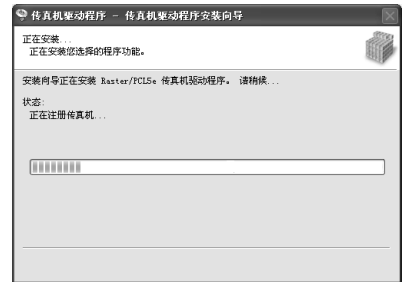 传真机驱动程序 - 传真机驱动程序安装向导
正在安装...
正在安装您选择的程序功能。
安装向导正在安装 Raster/PCL5e 传真机驱动程序。 请稍候...
状态:
正在注册传真机...